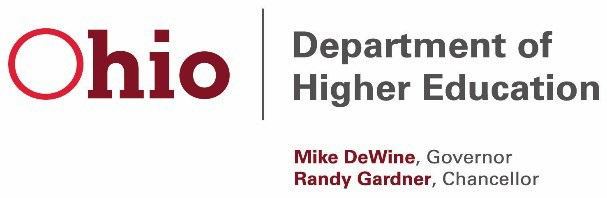 Ohio
Department of
Higher Education
Mike DeWine, Governor
Randy Gardner, Chancellor